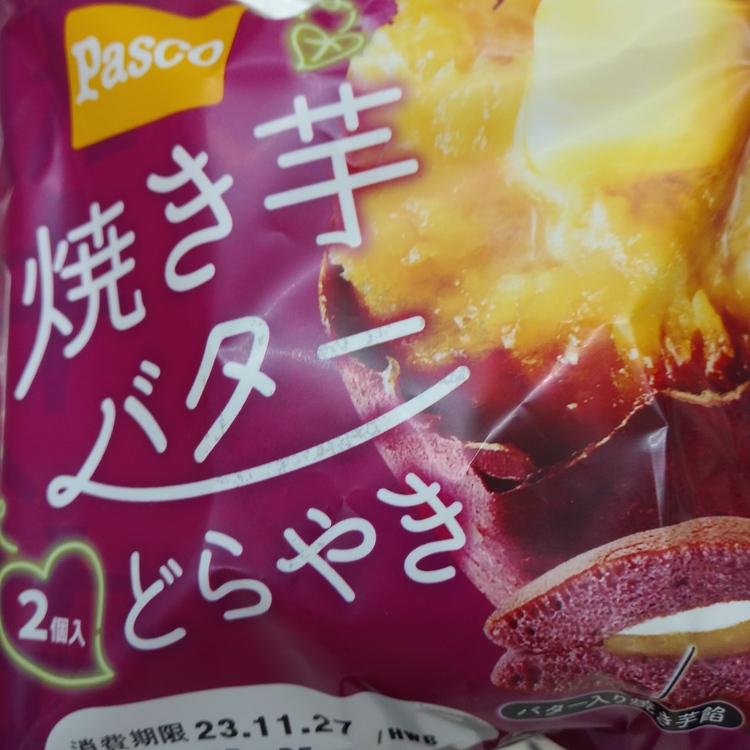 Pasco
焼き芋
バター
どらやき
2個入
バター入り焼き芋餡
消費期限 23.11.27 /HWB